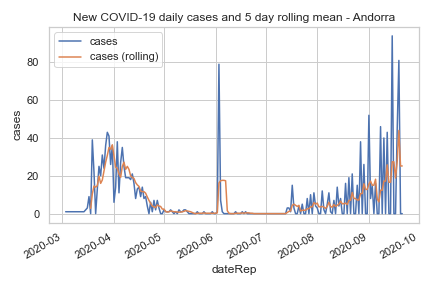 New COVID-19 daily cases and 5 day rolling mean - Andorra
cases
cases (rolling)
80
60
40
20
0
cases
2020-03
2020-04
2020-05
2020-06
2020-07
2020-08
2020-09
2020-10
dateRep